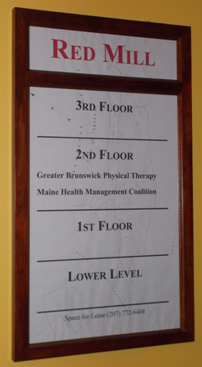 RED MILL
3RD FLOOR
2ND FLOOR
Greater Brunswick Physical Therapy
Maine Health Management Coalition
1ST FLOOR
LOWER LEVEL
Space for Lease (207) 772-6404